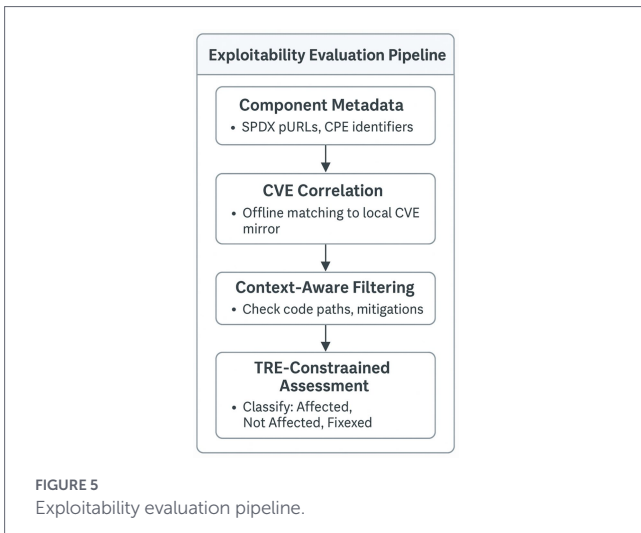 Exploitability Evaluation Pipeline
Component Metadata
• SPDX pURLs, CPE identifiers
CVE Correlation
• Offline matching to local CVE
mirror
Context-Aware Filtering
• Check code paths, mitigations
TRE-Constraained
Assessment
• Classify: Affected,
Not Affected, Fixexed
FIGURE 5
Exploitability evaluation pipeline.